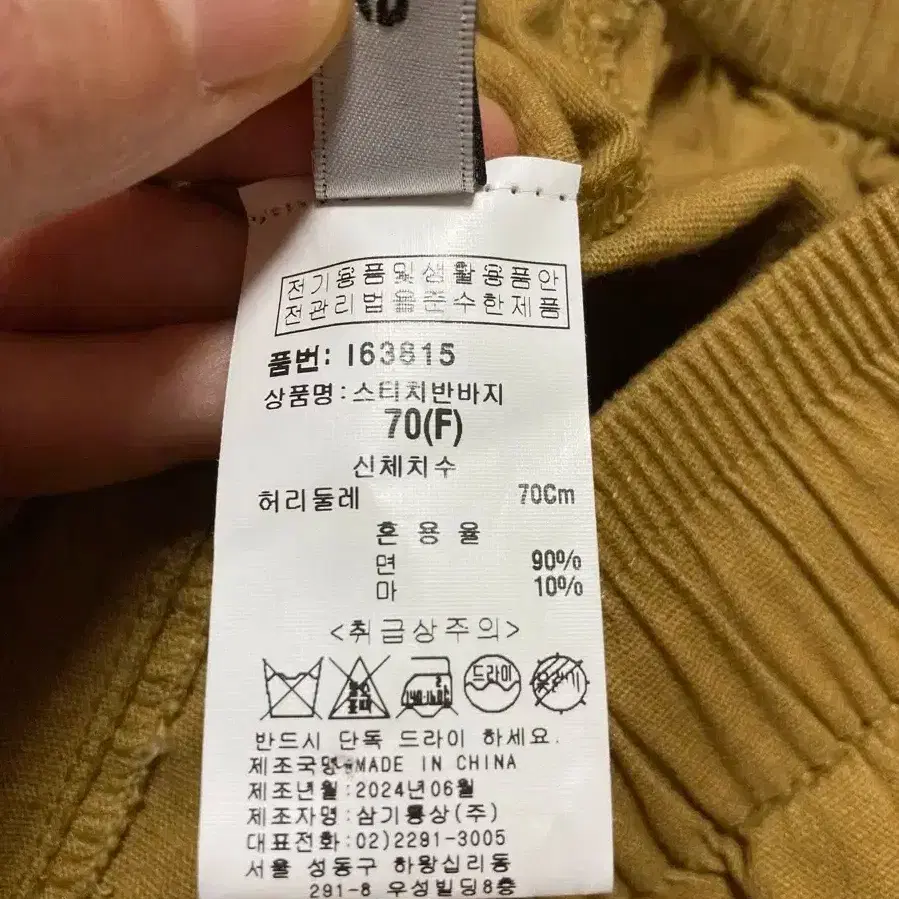 전기용품및생활용품안
전관리법을준수한제품
품번: I63815
상품명:스티치반바지
70(F)
신체치수
허리둘레 70Cm
혼 용 율
면 90%
마 10%
<취급상주의>
드라이
반드시 단독 드라이 하세요.
제조국명:MADE IN CHINA
제조년월:2024년06월
제조자명:삼기통상(주)
대표전화:02)2291-3005
서울 성동구 하왕십리동
291-8 우성빌딩8층